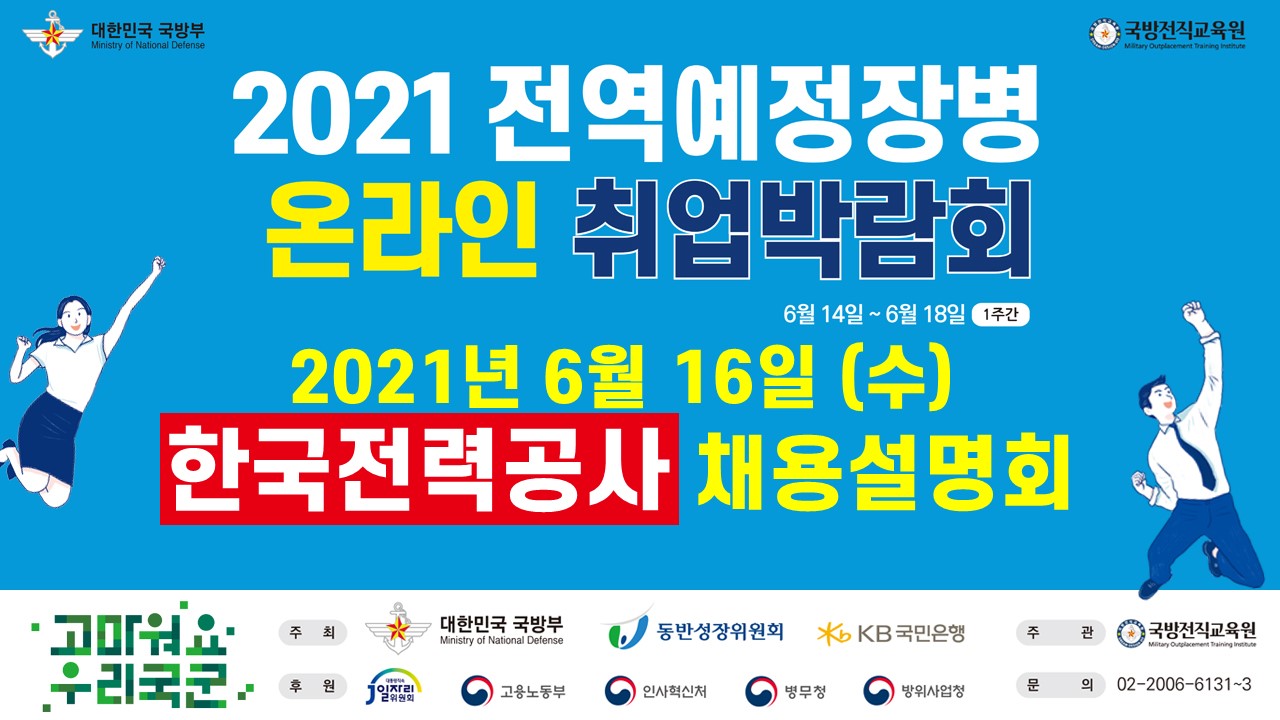 대한민국 국방부
Ministry of National Defense
국방전직교육원
Military Outplacement Training Institute
2021 전역예정장병
온라인 취업박람회
6월 14일 ~ 6월 18일 1주간
2021년 6월 16일 (수)
한국전력공사 채용설명회
고마워요
우리국군
주 최
대한민국 국방부
Ministry of National Defense
동반성장위원회
KB국민은행
주 관
국방전직교육원
Military Outplacement Training Institute
후 원
대통령직속
일자리
위원회
고용노동부
인사혁신처
병무청
방위사업청
문 의
02-2006-6131~3